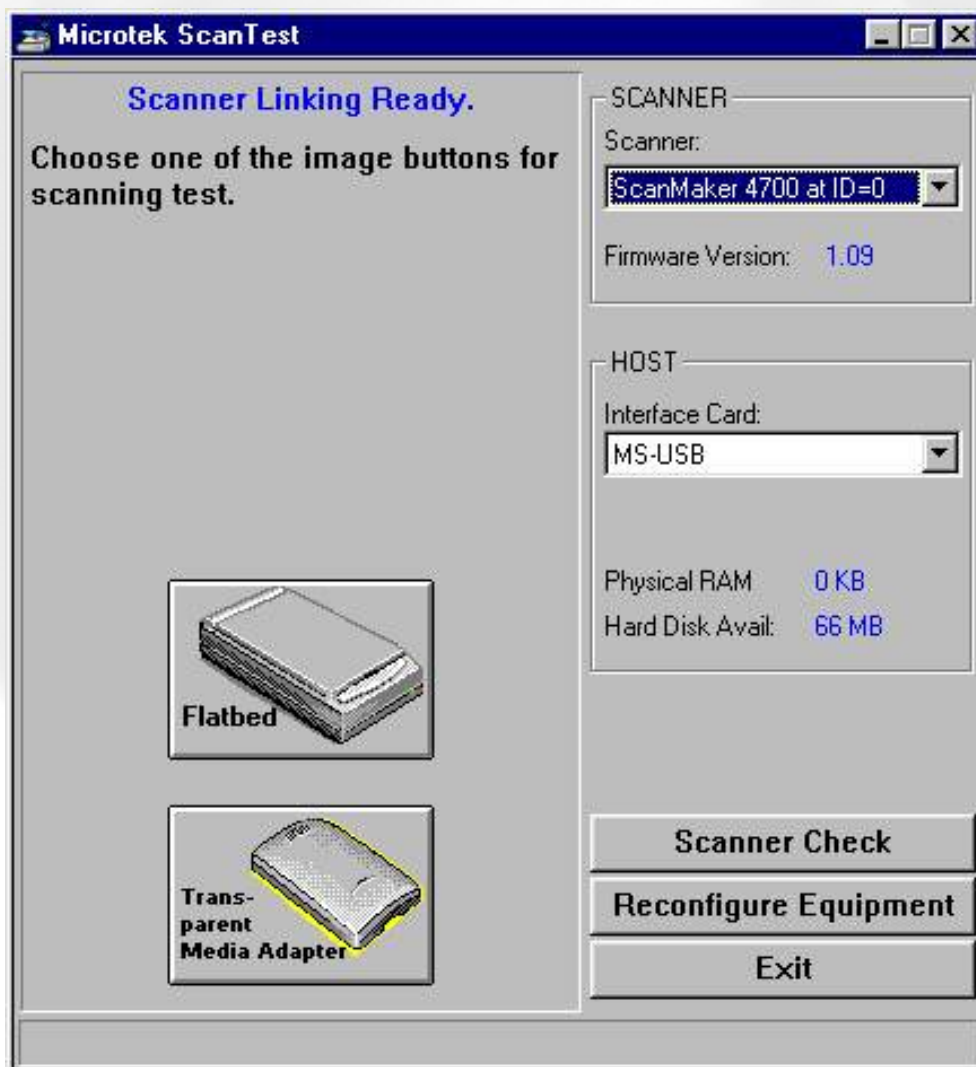 Microtek ScanTest
Scanner Linking Ready.
Choose one of the image buttons for
scanning test.
Flatbed
Trans-
parent
Media Adapter
SCANNER
Scanner:
ScanMaker 4700 at ID=0
Firmware Version: 1.09
HOST
Interface Card:
MS-USB
Physical RAM 0 KB
Hard Disk Avail: 66 MB
Scanner Check
Reconfigure Equipment
Exit